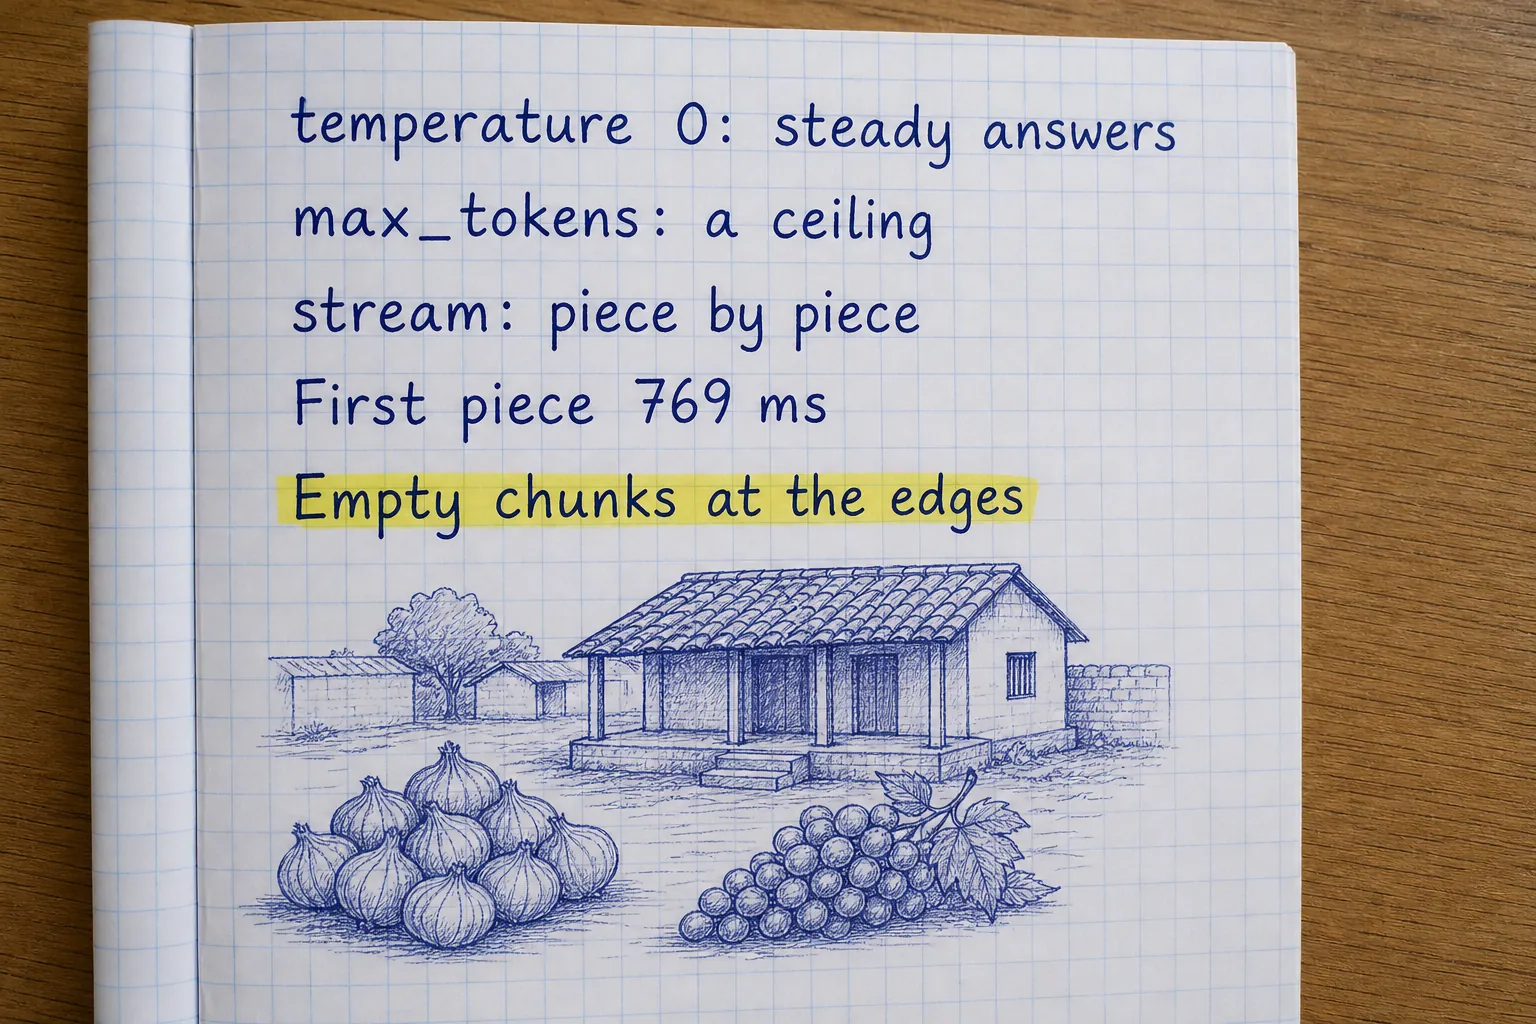 temperature 0: steady answers
max_tokens: a ceiling
stream: piece by piece
First piece 769 ms
Empty chunks at the edges